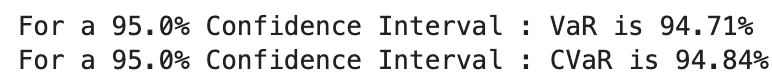 For a 95.0% Confidence Interval : VaR is 94.71%
For a 95.0% Confidence Interval : CVaR is 94.84%